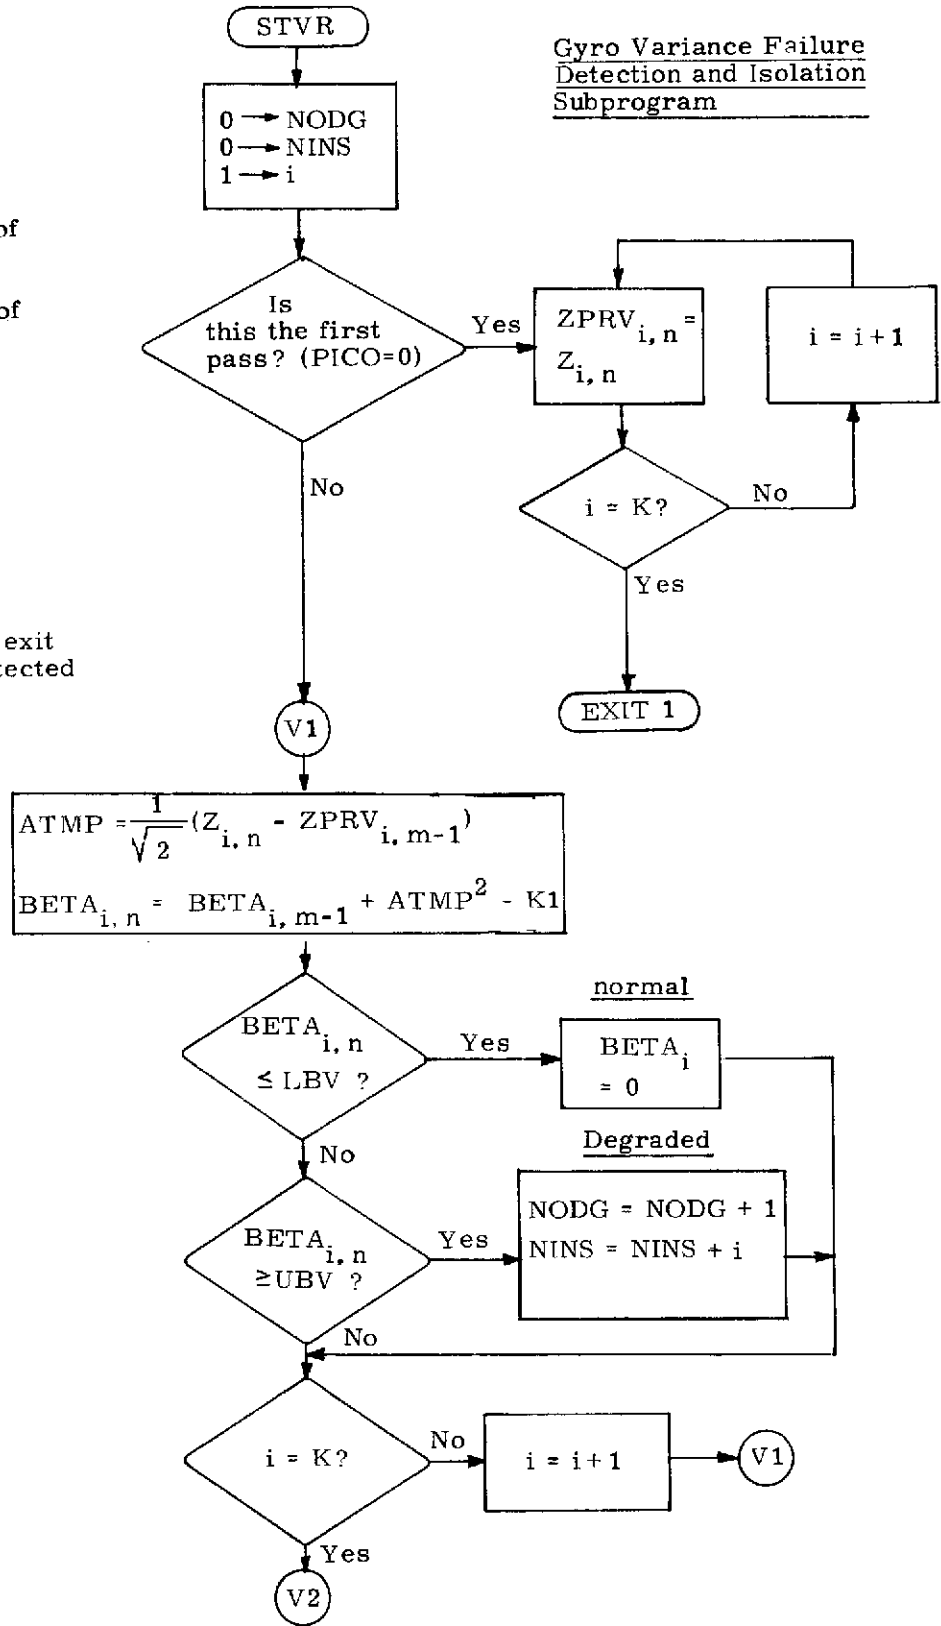 STVR
Gyro Variance Failure
Detection and Isolation
Subprogram
0 → NODG
0 → NINS
1 → i
of
of
Is
this the first
pass? (PICO=0)
Yes
ZPRV i, n =
Z i, n
i = i + 1
No
i = K?
No
Yes
exit
EXIT 1
V1
ATMP = 1/√2 (Z i, n - ZPRV i, m-1)
BETA i, n = BETA i, m-1 + ATMP² - K1
normal
BETA i, n
≤ LBV ?
Yes
BETA i
= 0
No
Degraded
BETA i, n
≥ UBV ?
Yes
NODG = NODG + 1
NINS = NINS + i
No
i = K?
No
i = i + 1
V1
Yes
V2